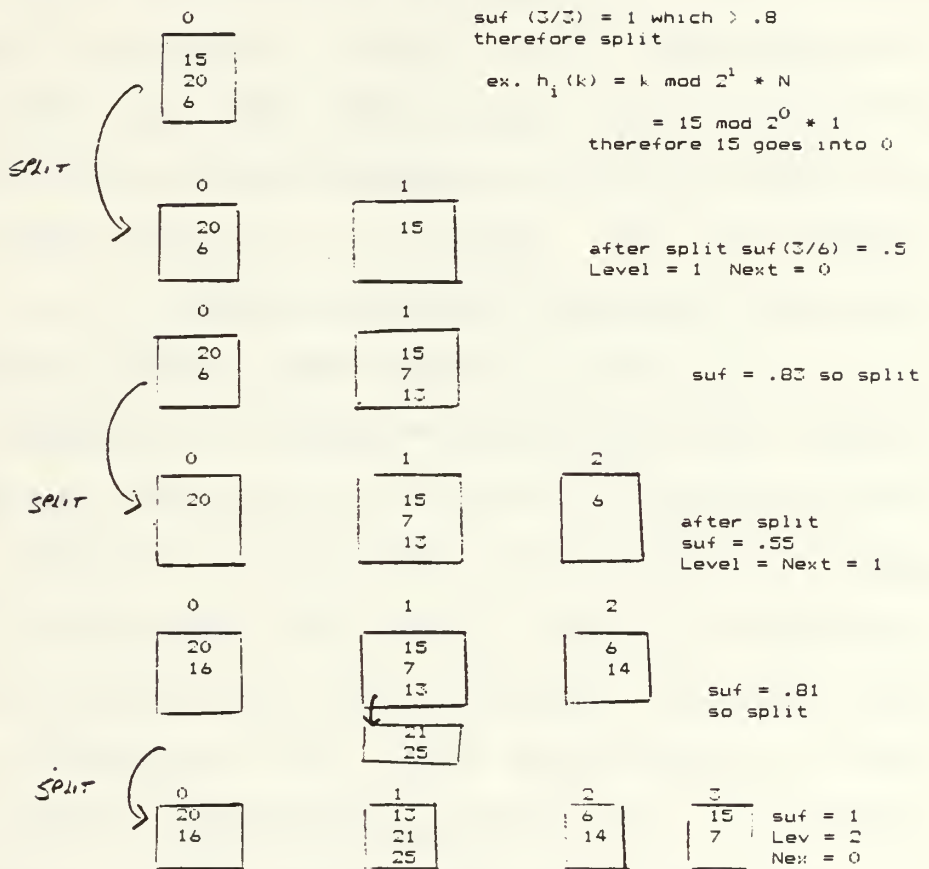 0
suf (3/3) = 1 which > .8
therefore split
15
20
6
ex. h_i(k) = k mod 2^1 * N
= 15 mod 2^0 * 1
therefore 15 goes into 0
SPLIT
0 1
20 15
6
after split suf(3/6) = .5
Level = 1 Next = 0
0 1
20 15
6 7
13
suf = .83 so split
SPLIT
0 1 2
20 15 6
7
13
after split
suf = .55
Level = Next = 1
0 1 2
20 15 6
16 7 14
13
suf = .81
so split
21
25
SPLIT
0 1 2 3
20 13 6 15 suf = 1
16 21 14 7 Lev = 2
25 Nex = 0